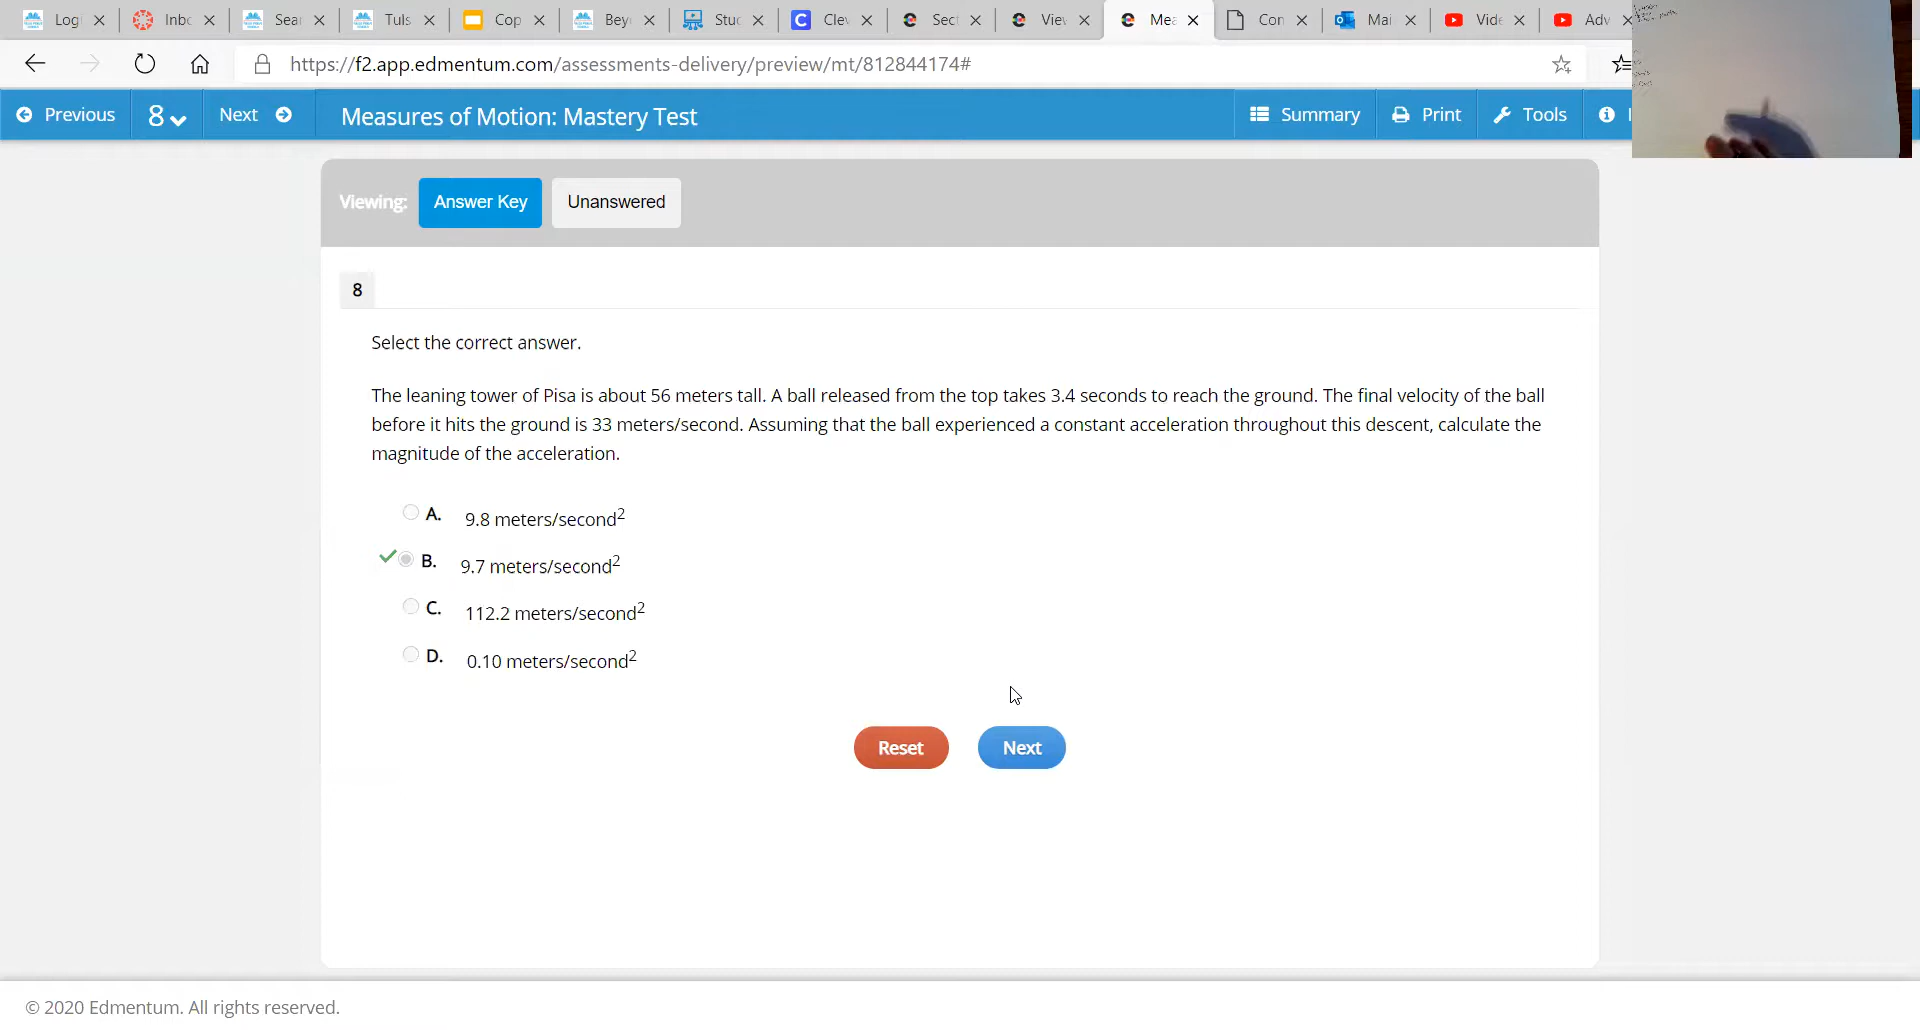 Logi
Inbc
Sear
Tuls
Cop
Bey
Stuc
Clev
Sect
Viev
Mea
Con
Mai
Vide
Adv
https://f2.app.edmentum.com/assessments-delivery/preview/mt/812844174#
Previous
8
Next
Measures of Motion: Mastery Test
Summary
Print
Tools
Viewing:
Answer Key
Unanswered
8
Select the correct answer.
The leaning tower of Pisa is about 56 meters tall. A ball released from the top takes 3.4 seconds to reach the ground. The final velocity of the ball
before it hits the ground is 33 meters/second. Assuming that the ball experienced a constant acceleration throughout this descent, calculate the
magnitude of the acceleration.
A. 9.8 meters/second²
B. 9.7 meters/second²
C. 112.2 meters/second²
D. 0.10 meters/second²
Reset
Next
© 2020 Edmentum. All rights reserved.